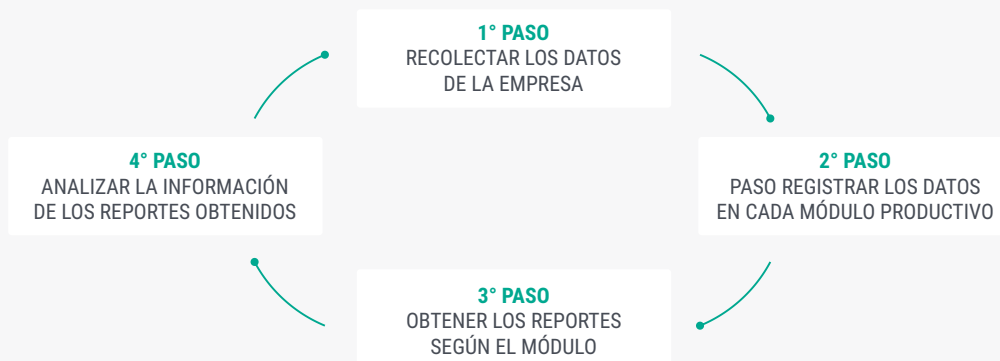 1° PASO
RECOLECTAR LOS DATOS
DE LA EMPRESA
2° PASO
PASO REGISTRAR LOS DATOS
EN CADA MÓDULO PRODUCTIVO
3° PASO
OBTENER LOS REPORTES
SEGÚN EL MÓDULO
4° PASO
ANALIZAR LA INFORMACIÓN
DE LOS REPORTES OBTENIDOS